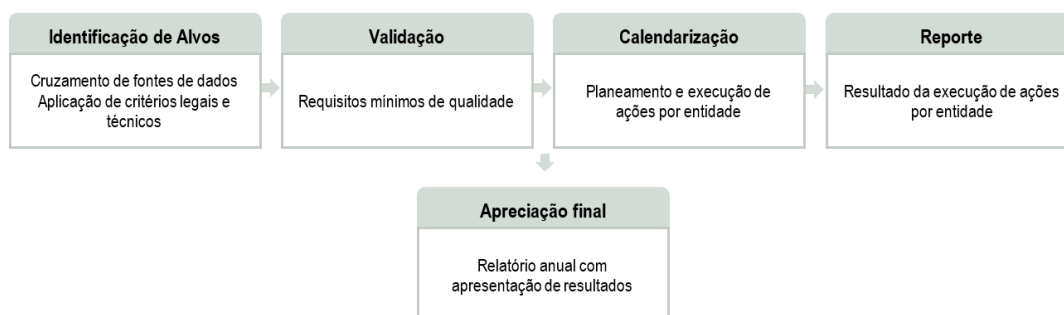 Identificação de Alvos
Cruzamento de fontes de dados
Aplicação de critérios legais e
técnicos
Validação
Requisitos mínimos de qualidade
Calendarização
Planeamento e execução de
ações por entidade
Reporte
Resultado da execução de ações
por entidade
Apreciação final
Relatório anual com
apresentação de resultados